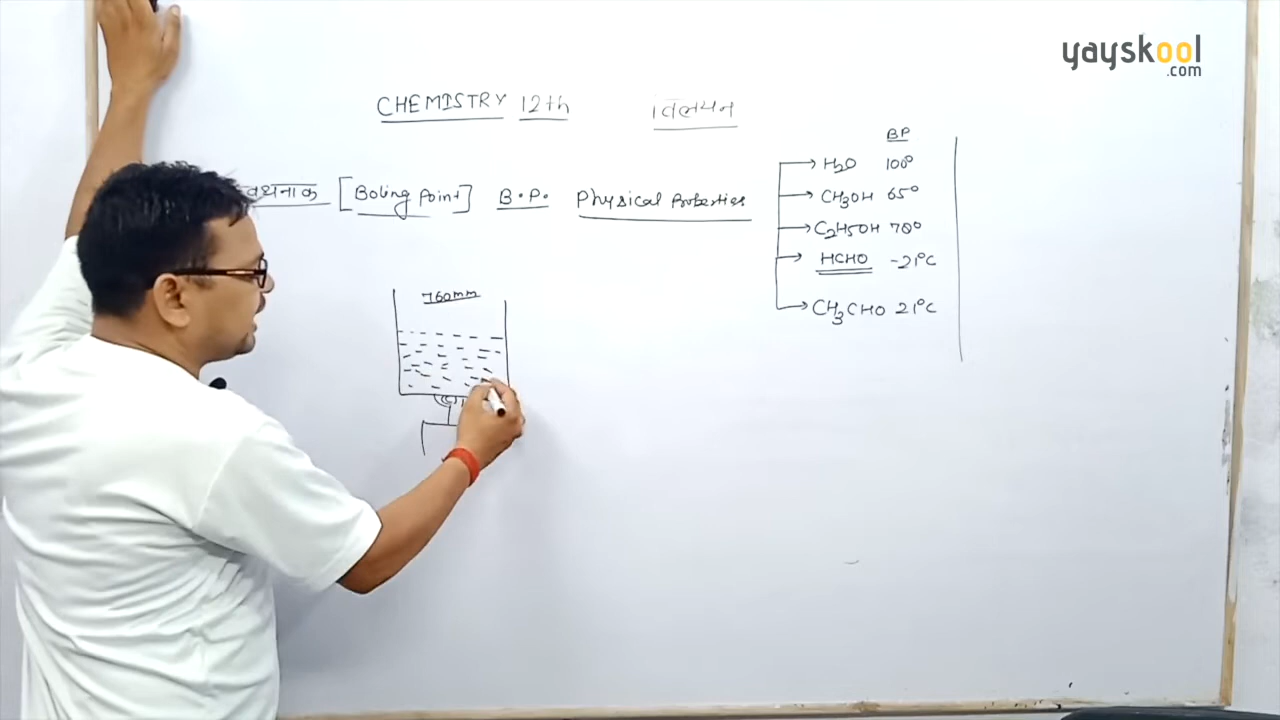 yayskool
.com
CHEMISTRY 12th विलयन
क्वथनांक [Boling Point] B.P. Physical Properties
BP
H2O 100°
CH3OH 65°
C2H5OH 78°
HCHO -21°C
CH3CHO 21°C
760mm